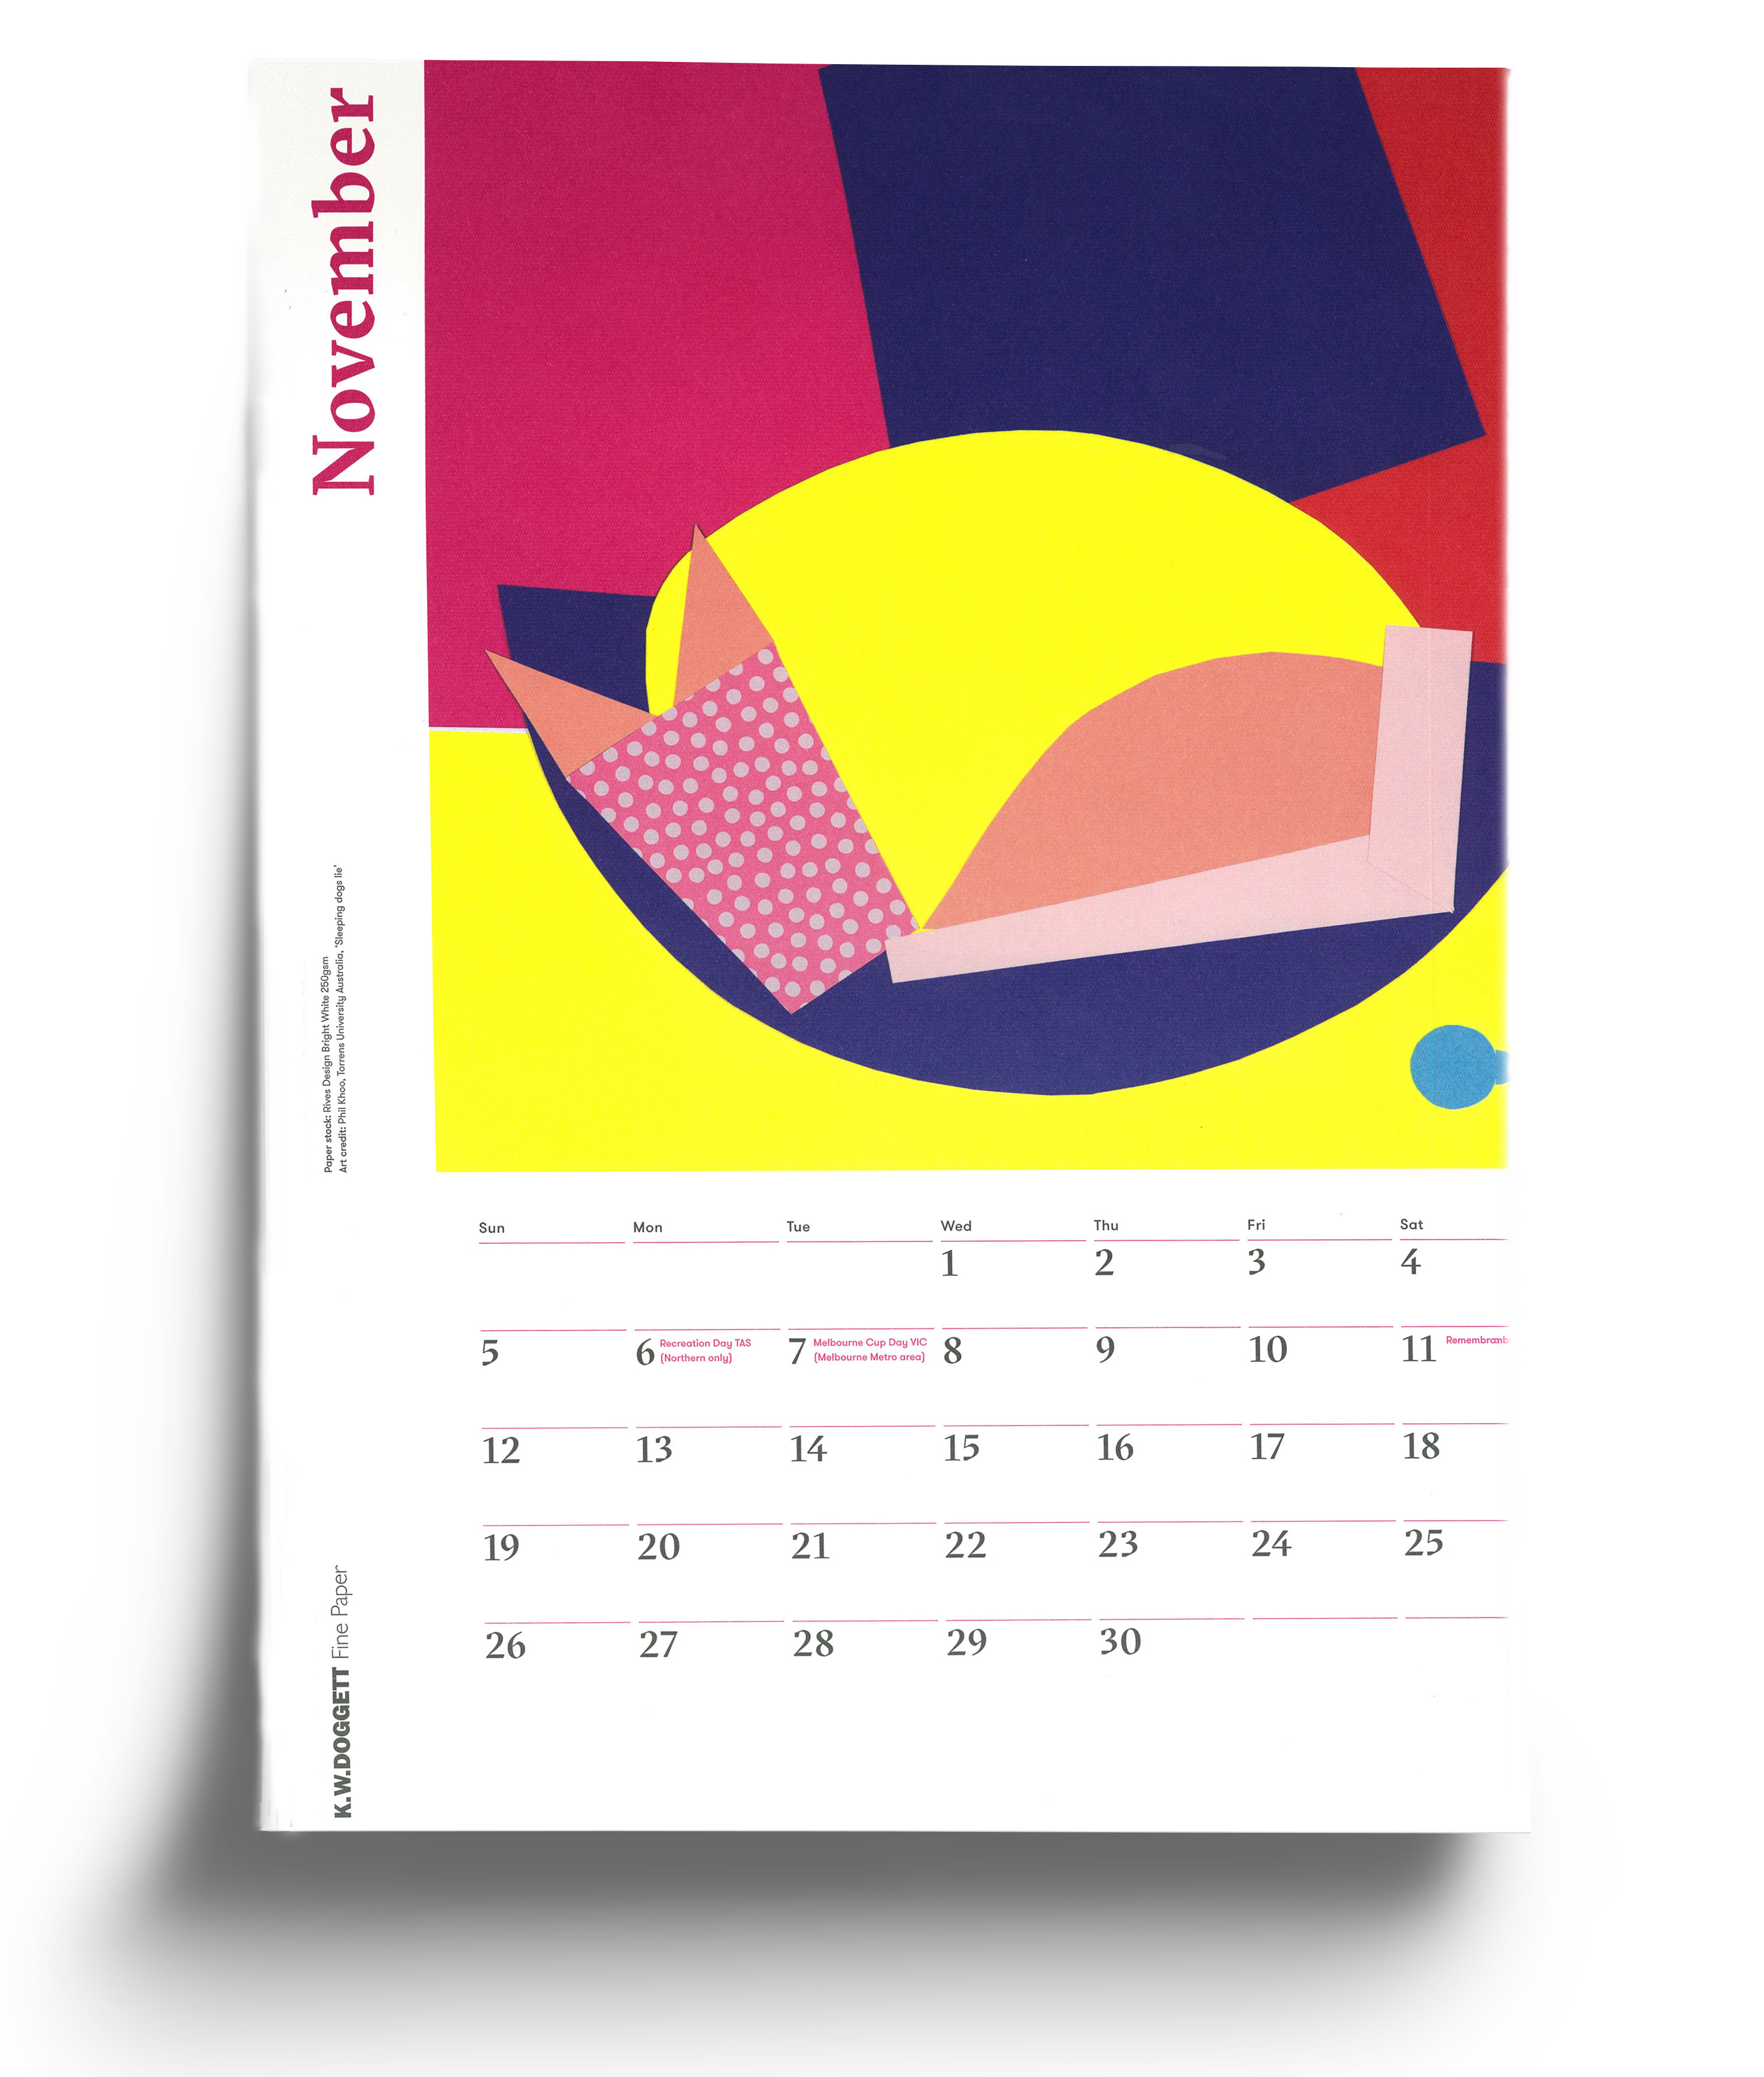 November
Paper stock: Rives Design Bright White 250gsm
Art credit: Phil Khoo, Torrens University Australia, 'Sleeping dogs lie'
K.W.DOGGETT Fine Paper
Sun Mon Tue Wed Thu Fri Sat
1 2 3 4
5 6 Recreation Day TAS (Northern only) 7 Melbourne Cup Day VIC (Melbourne Metro area) 8 9 10 11
12 13 14 15 16 17 18
19 20 21 22 23 24 25
26 27 28 29 30